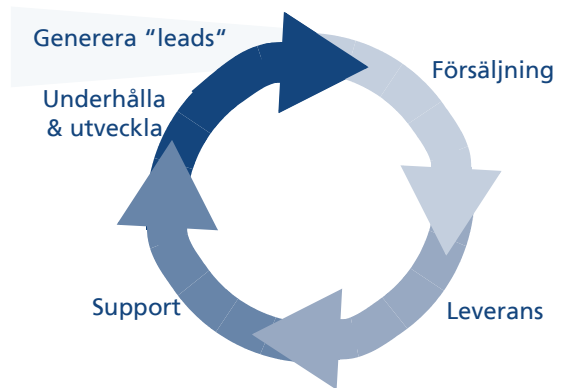 Generera “leads“
Försäljning
Underhålla
& utveckla
Support
Leverans